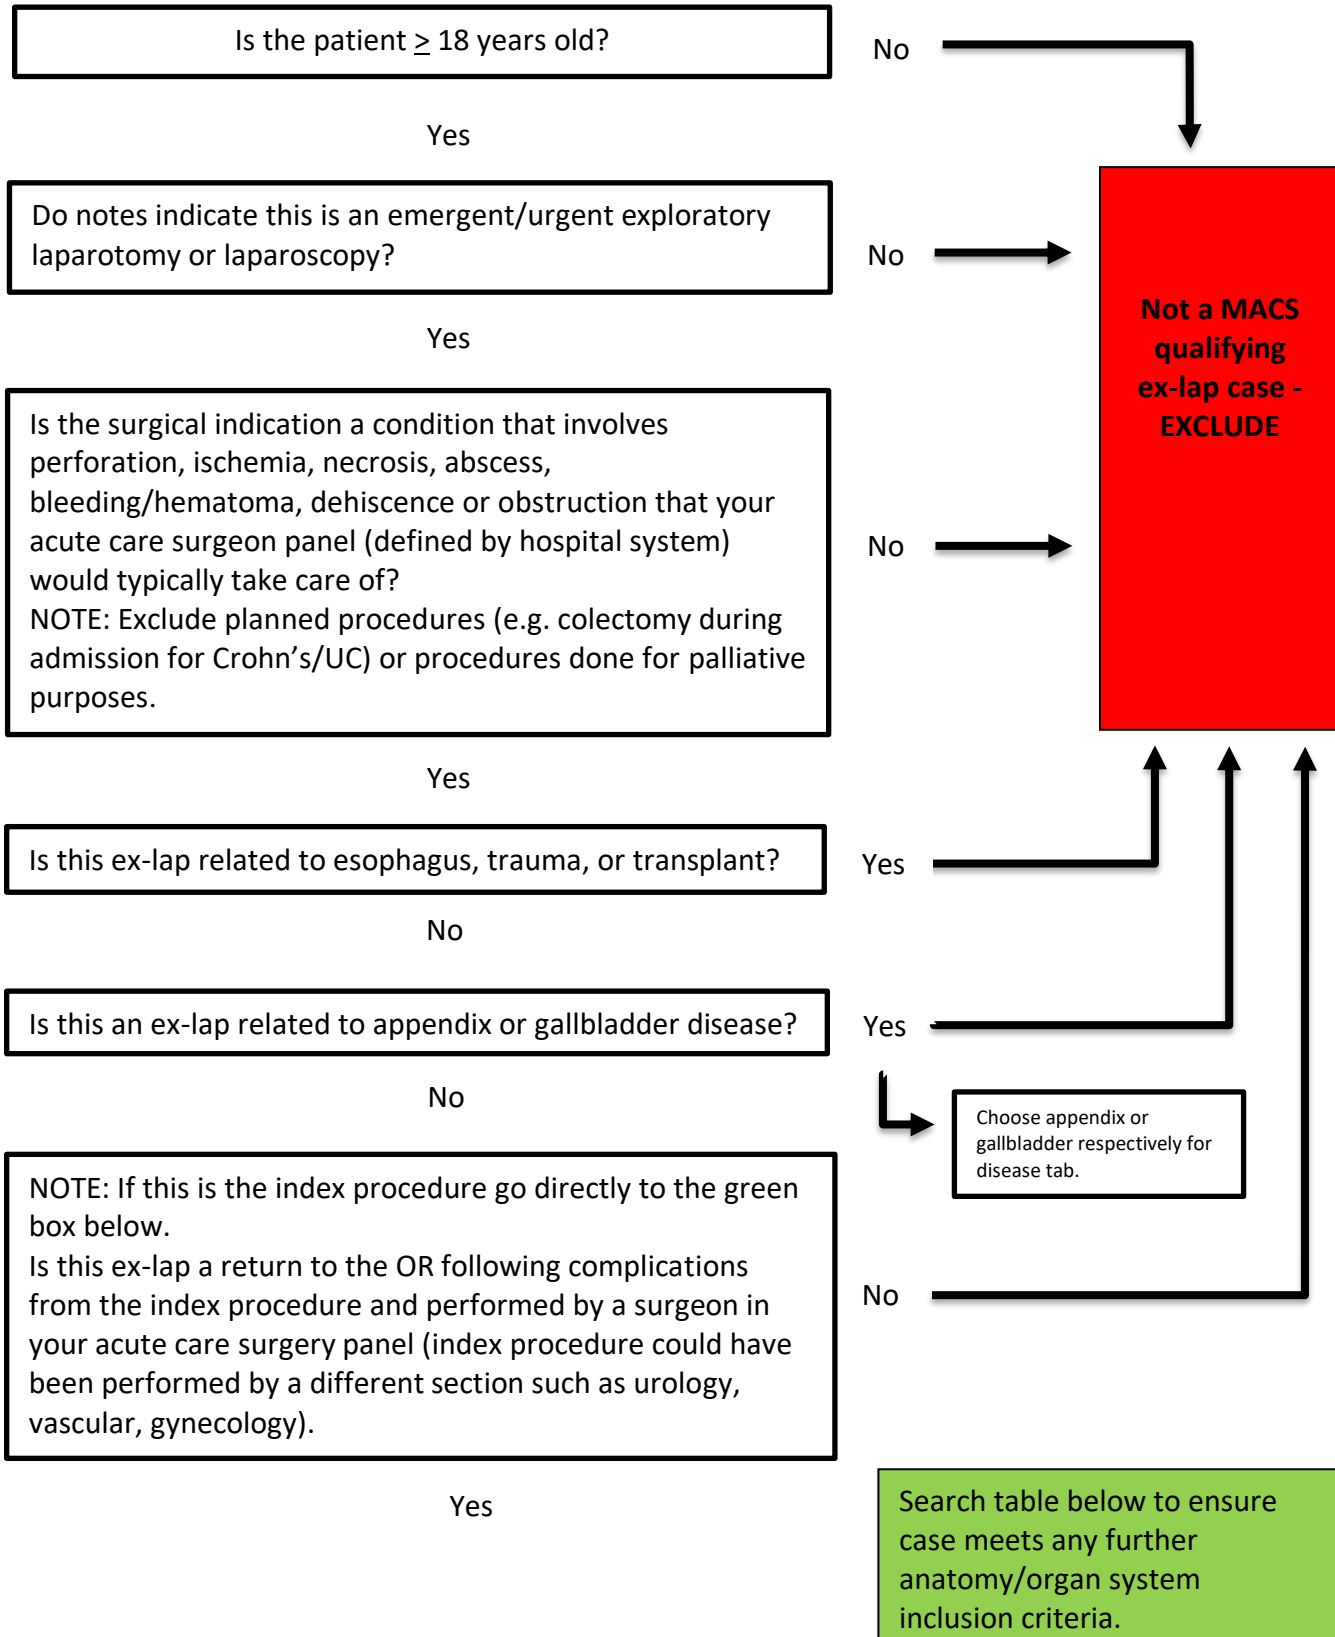 Is the patient ≥ 18 years old?
No
Yes
Do notes indicate this is an emergent/urgent exploratory
laparotomy or laparoscopy?
No
Yes
Not a MACS
qualifying
ex-lap case -
EXCLUDE
Is the surgical indication a condition that involves
perforation, ischemia, necrosis, abscess,
bleeding/hematoma, dehiscence or obstruction that your
acute care surgeon panel (defined by hospital system)
would typically take care of?
NOTE: Exclude planned procedures (e.g. colectomy during
admission for Crohn’s/UC) or procedures done for palliative
purposes.
No
Yes
Is this ex-lap related to esophagus, trauma, or transplant?
Yes
No
Is this an ex-lap related to appendix or gallbladder disease?
Yes
No
Choose appendix or
gallbladder respectively for
disease tab.
NOTE: If this is the index procedure go directly to the green
box below.
Is this ex-lap a return to the OR following complications
from the index procedure and performed by a surgeon in
your acute care surgery panel (index procedure could have
been performed by a different section such as urology,
vascular, gynecology).
No
Yes
Search table below to ensure
case meets any further
anatomy/organ system
inclusion criteria.